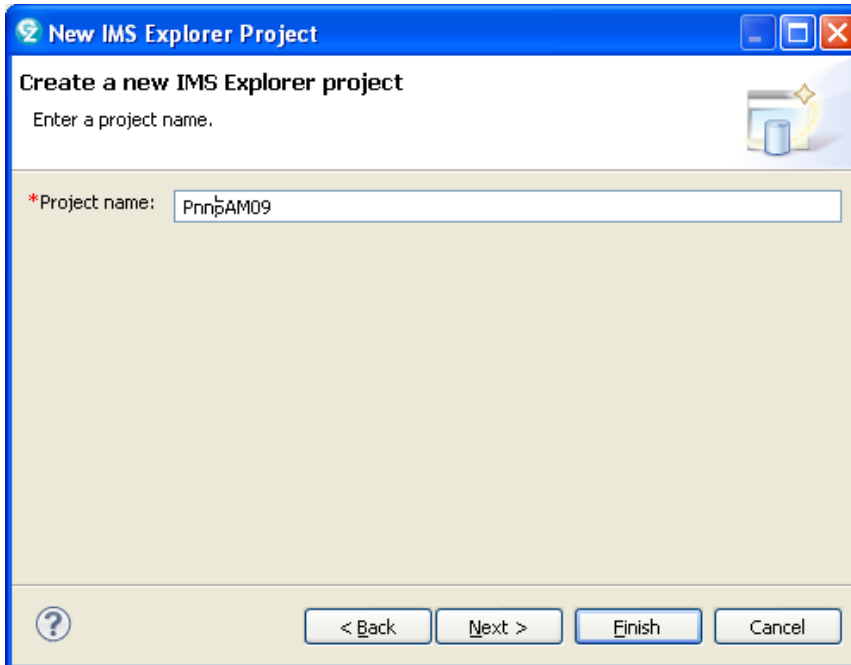 New IMS Explorer Project
Create a new IMS Explorer project
Enter a project name.
*Project name:
< Back Next > Finish Cancel